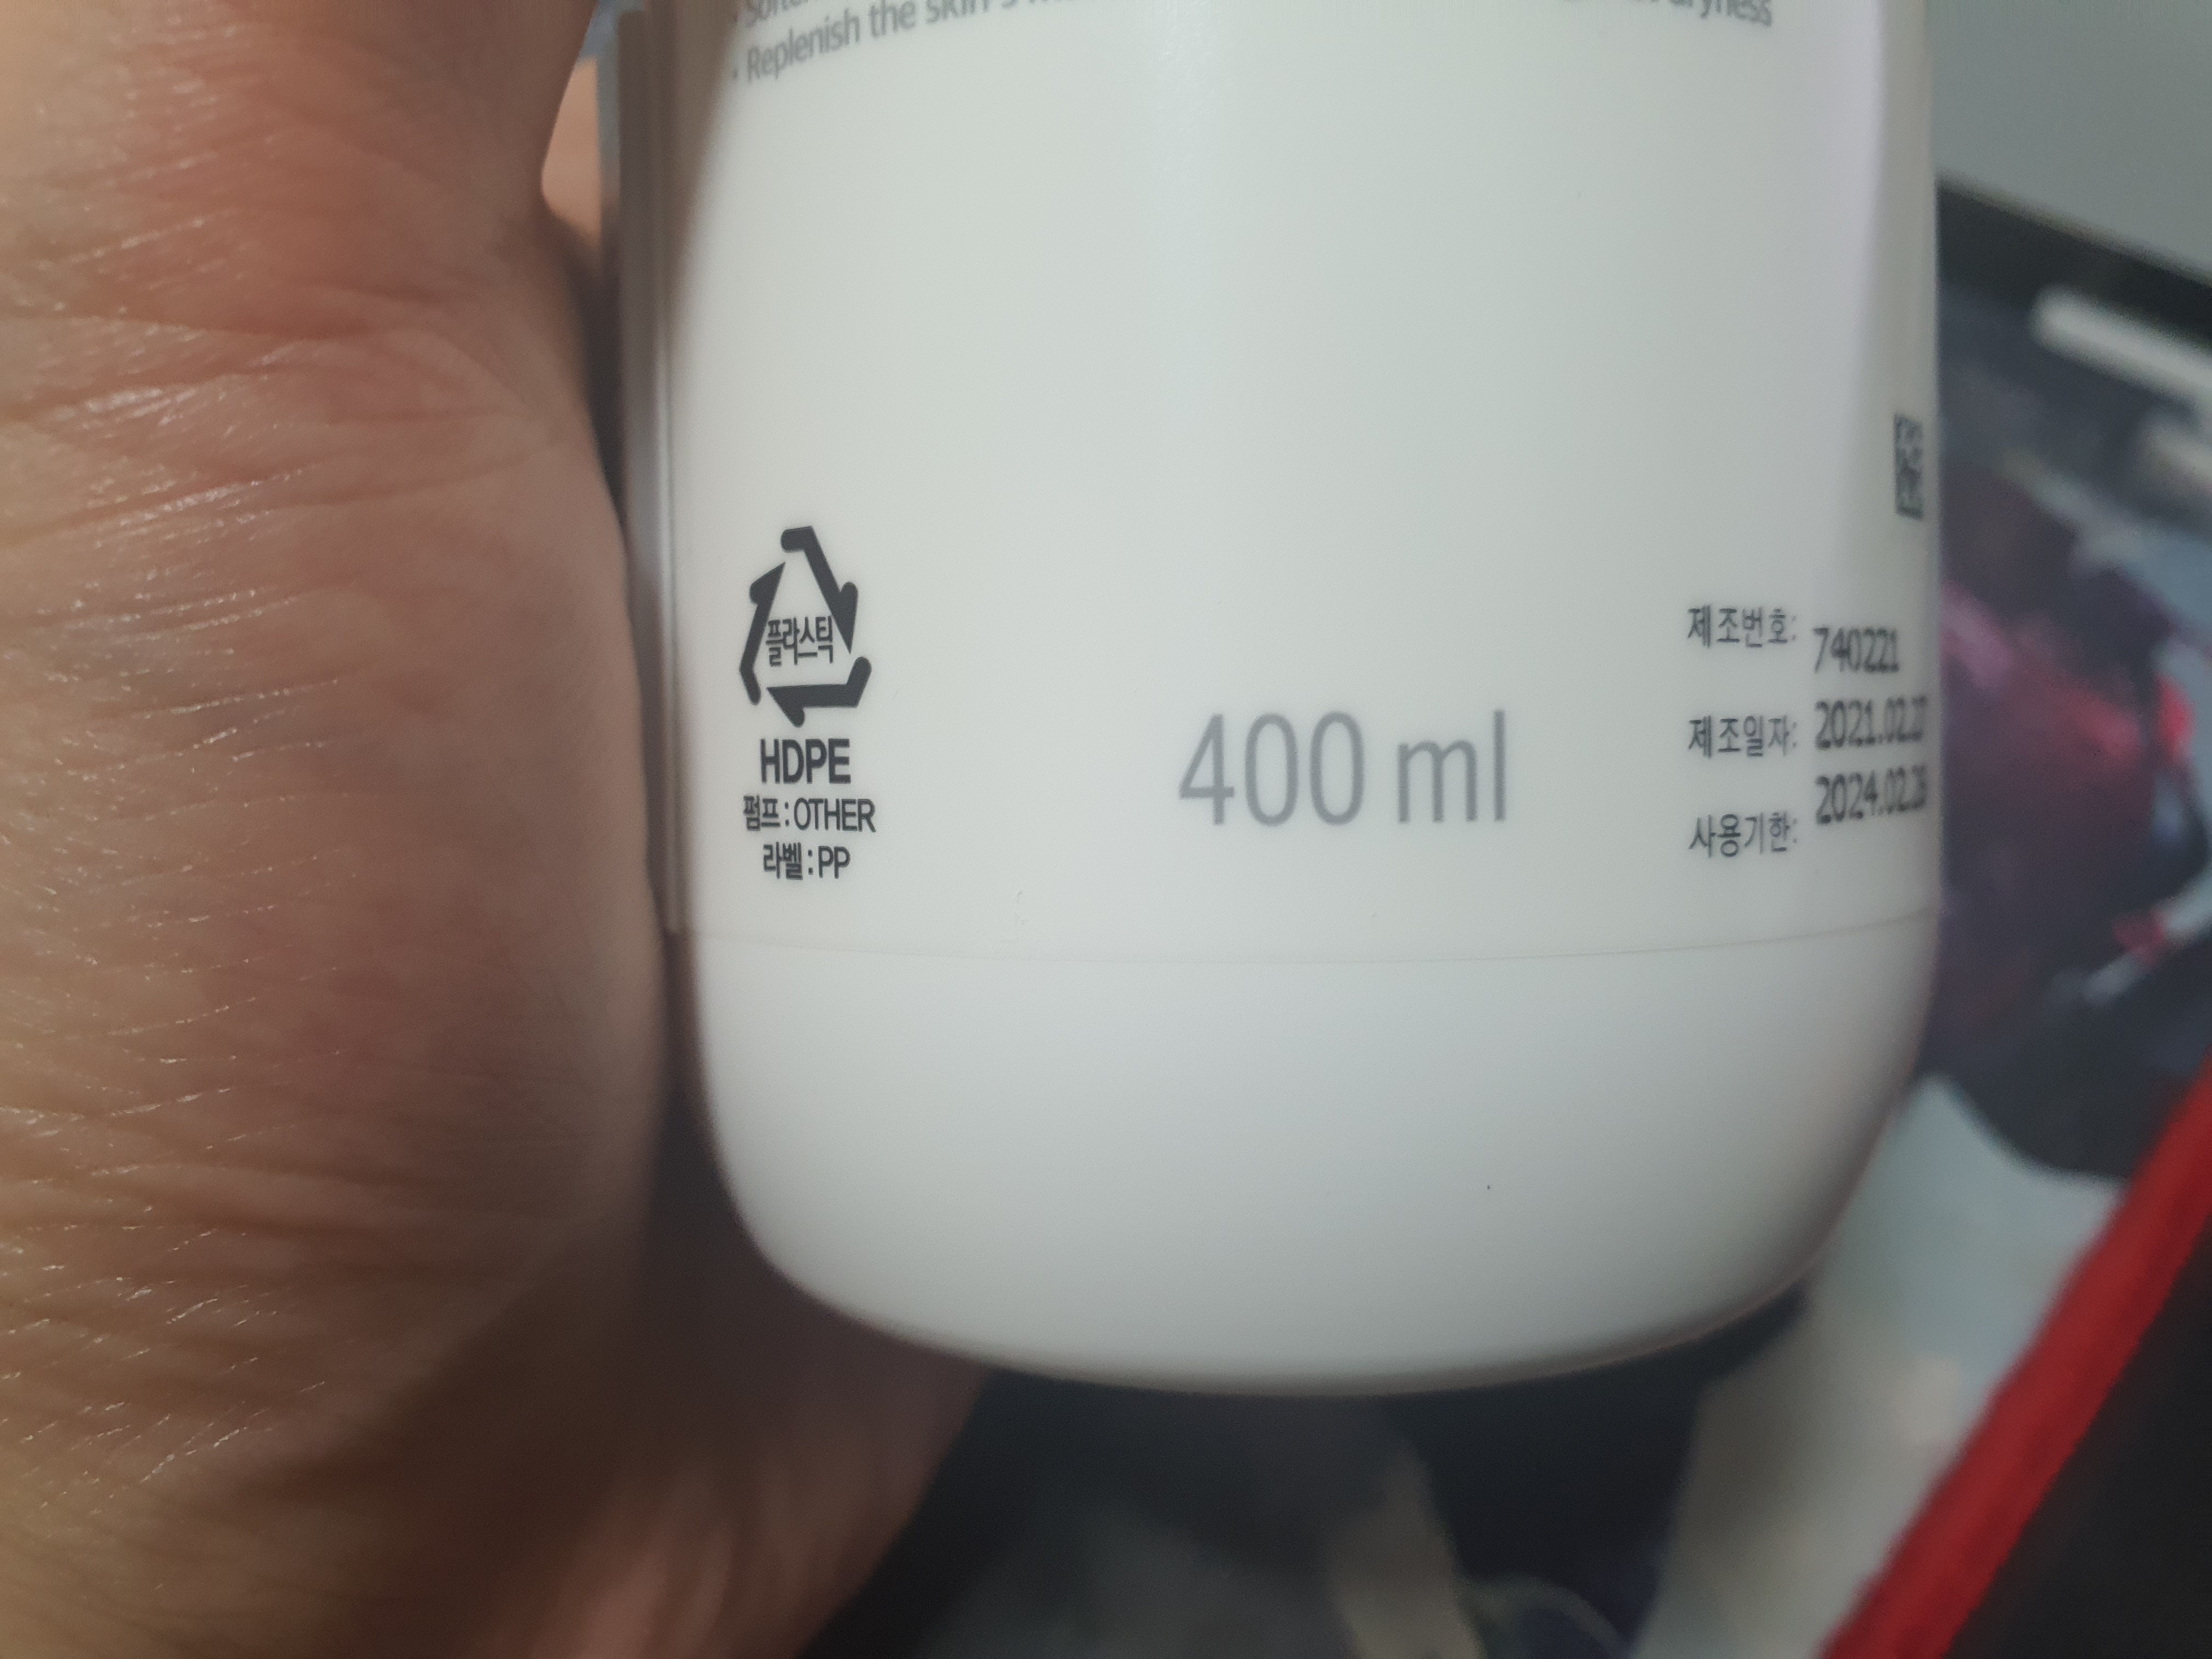 · Replenish the skin's
dryness
플라스틱
HDPE
펌프 : OTHER
라벨 : PP
400 ml
제조번호: 740221
제조일자:
사용기한: